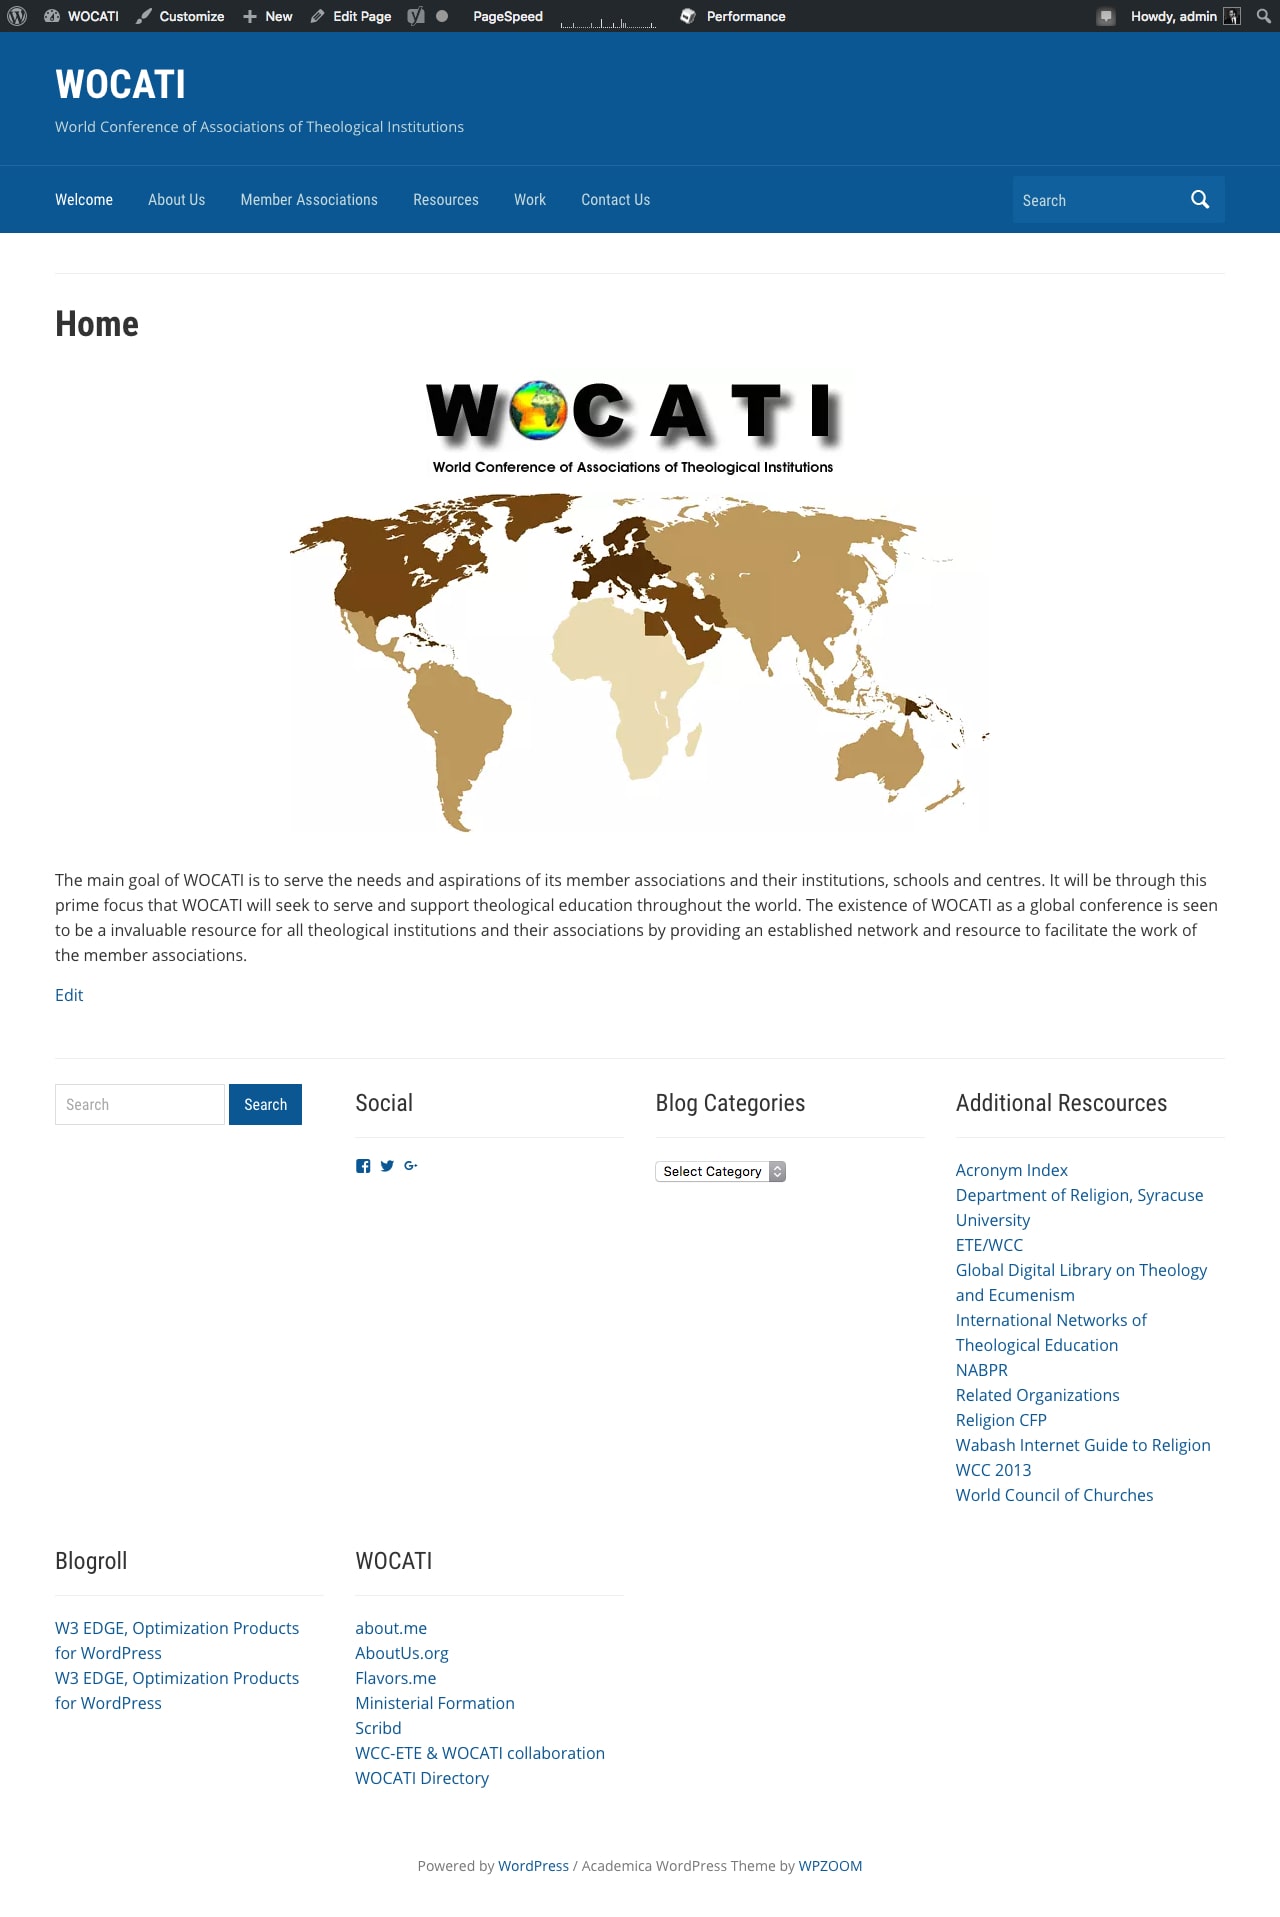 WOCATI Customize New Edit Page PageSpeed Performance Howdy, admin
WOCATI
World Conference of Associations of Theological Institutions
Welcome About Us Member Associations Resources Work Contact Us Search
Home
WOCATI
World Conference of Associations of Theological Institutions
The main goal of WOCATI is to serve the needs and aspirations of its member associations and their institutions, schools and centres. It will be through this
prime focus that WOCATI will seek to serve and support theological education throughout the world. The existence of WOCATI as a global conference is seen
to be a invaluable resource for all theological institutions and their associations by providing an established network and resource to facilitate the work of
the member associations.
Edit
Search Search
Social
Blog Categories
Select Category
Additional Rescources
Acronym Index
Department of Religion, Syracuse
University
ETE/WCC
Global Digital Library on Theology
and Ecumenism
International Networks of
Theological Education
NABPR
Related Organizations
Religion CFP
Wabash Internet Guide to Religion
WCC 2013
World Council of Churches
Blogroll
W3 EDGE, Optimization Products
for WordPress
W3 EDGE, Optimization Products
for WordPress
WOCATI
about.me
AboutUs.org
Flavors.me
Ministerial Formation
Scribd
WCC-ETE & WOCATI collaboration
WOCATI Directory
Powered by WordPress / Academica WordPress Theme by WPZOOM